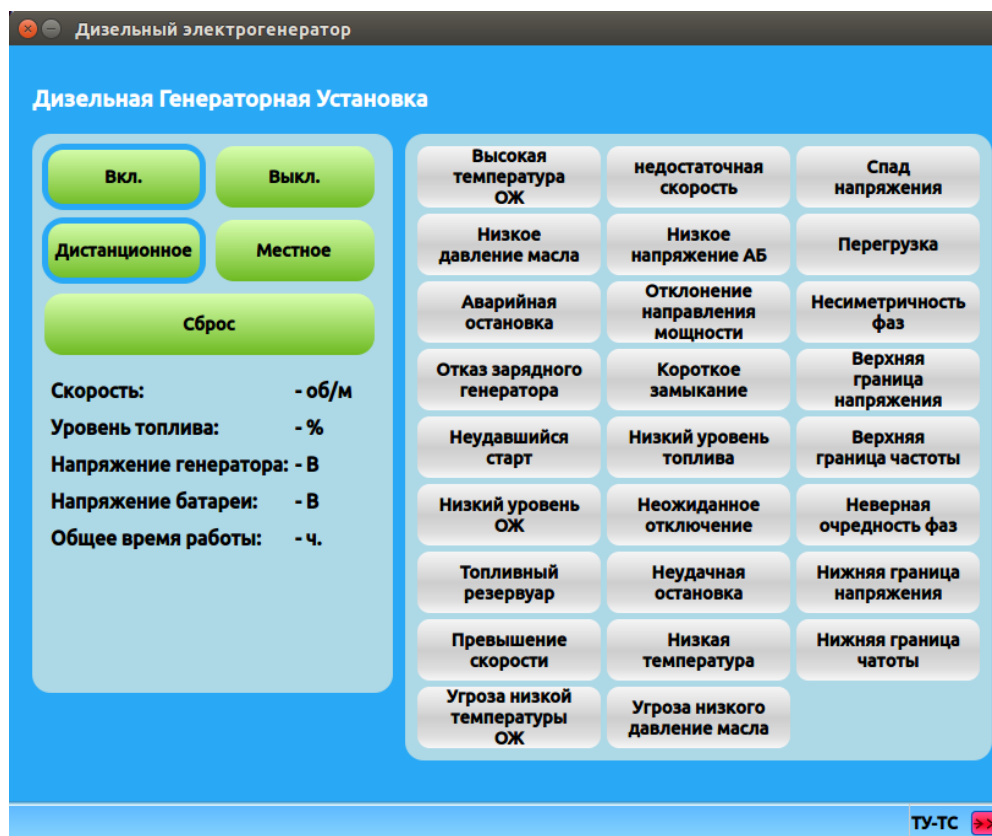 Дизельный электрогенератор
Дизельная Генераторная Установка
Вкл.
Выкл.
Дистанционное
Местное
Сброс
Скорость: - об/м
Уровень топлива: - %
Напряжение генератора: - В
Напряжение батареи: - В
Общее время работы: - ч.
Высокая
температура
ОЖ
недостаточная
скорость
Спад
напряжения
Низкое
давление масла
Низкое
напряжение АБ
Перегрузка
Аварийная
остановка
Отклонение
направления
мощности
Несиметричность
фаз
Отказ зарядного
генератора
Короткое
замыкание
Верхняя
граница
напряжения
Неудавшийся
старт
Низкий уровень
топлива
Верхняя
граница частоты
Низкий уровень
ОЖ
Неожиданное
отключение
Неверная
очредность фаз
Топливный
резервуар
Неудачная
остановка
Нижняя граница
напряжения
Превышение
скорости
Низкая
температура
Нижняя граница
чатоты
Угроза низкой
температуры
ОЖ
Угроза низкого
давление масла
ТУ-ТС